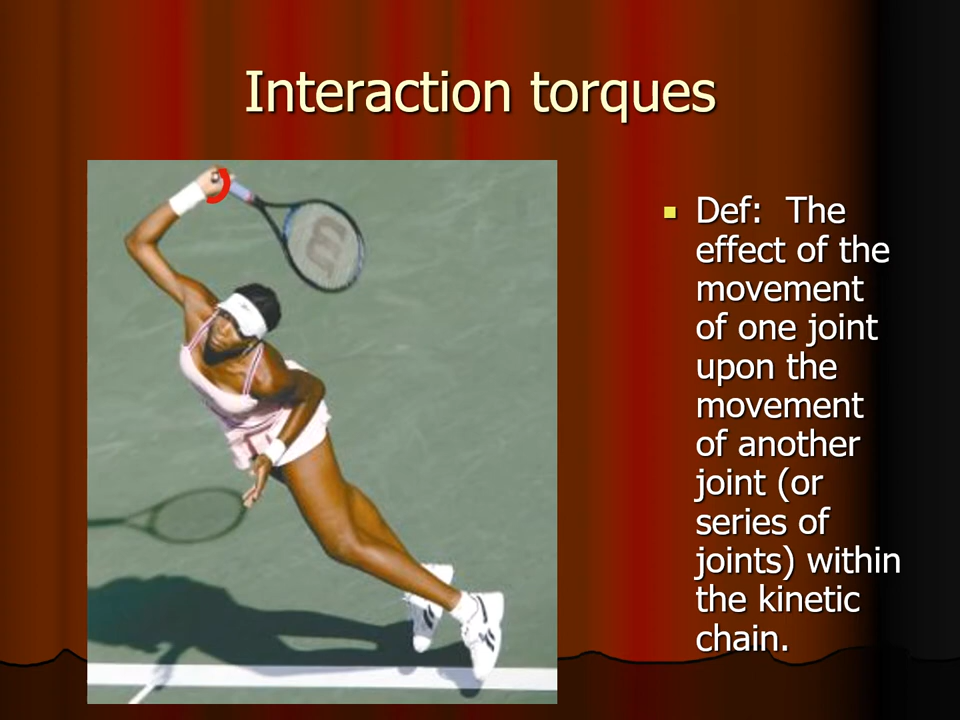 Interaction torques
Def:  The
effect of the
movement
of one joint
upon the
movement
of another
joint (or
series of
joints) within
the kinetic
chain.